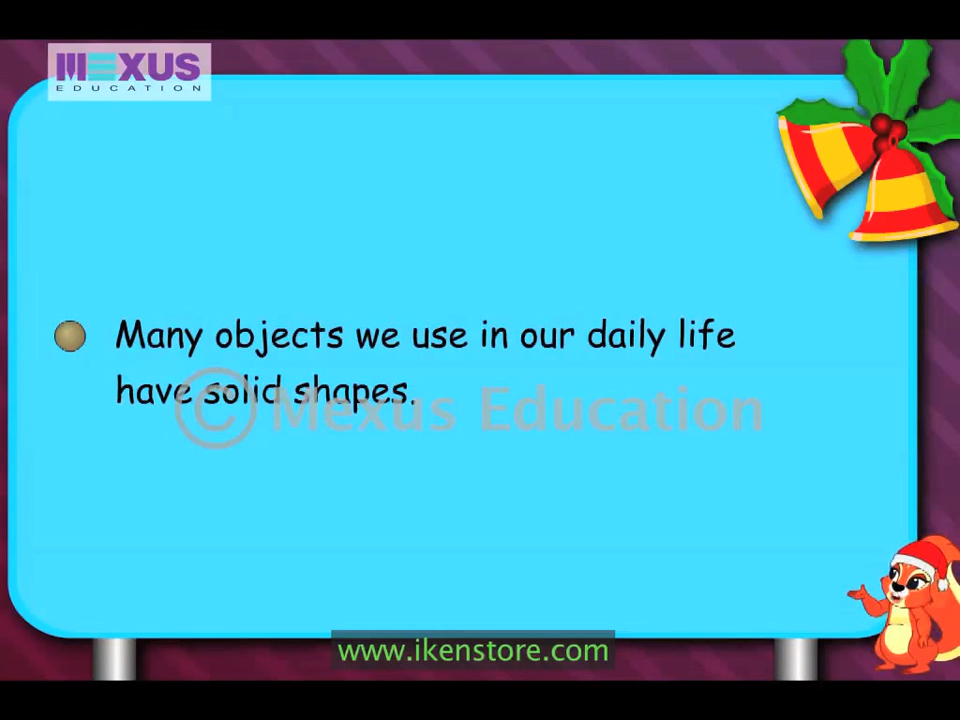 MEXUS
EDUCATION
Many objects we use in our daily life
have solid shapes.
© Mexus Education
www.ikenstore.com